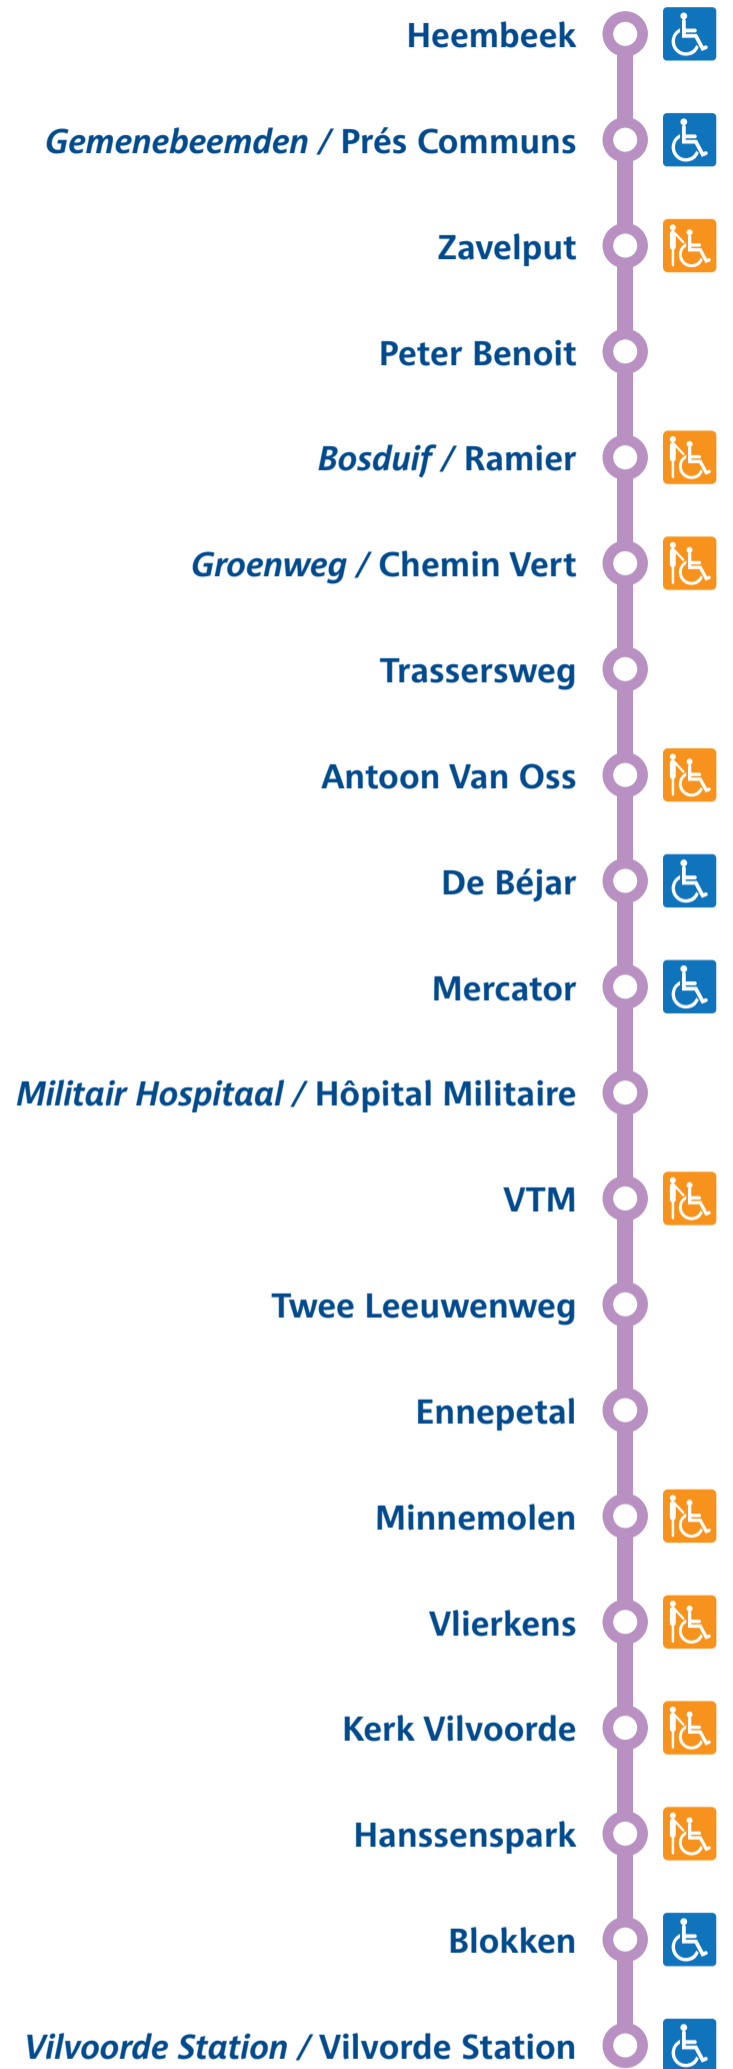 Heembeek
Gemenebeemden / Prés Communs
Zavelput
Peter Benoit
Bosduif / Ramier
Groenweg / Chemin Vert
Trassersweg
Antoon Van Oss
De Béjar
Mercator
Militair Hospitaal / Hôpital Militaire
VTM
Twee Leeuwenweg
Ennepetal
Minnemolen
Vlierkens
Kerk Vilvoorde
Hanssenspark
Blokken
Vilvoorde Station / Vilvorde Station